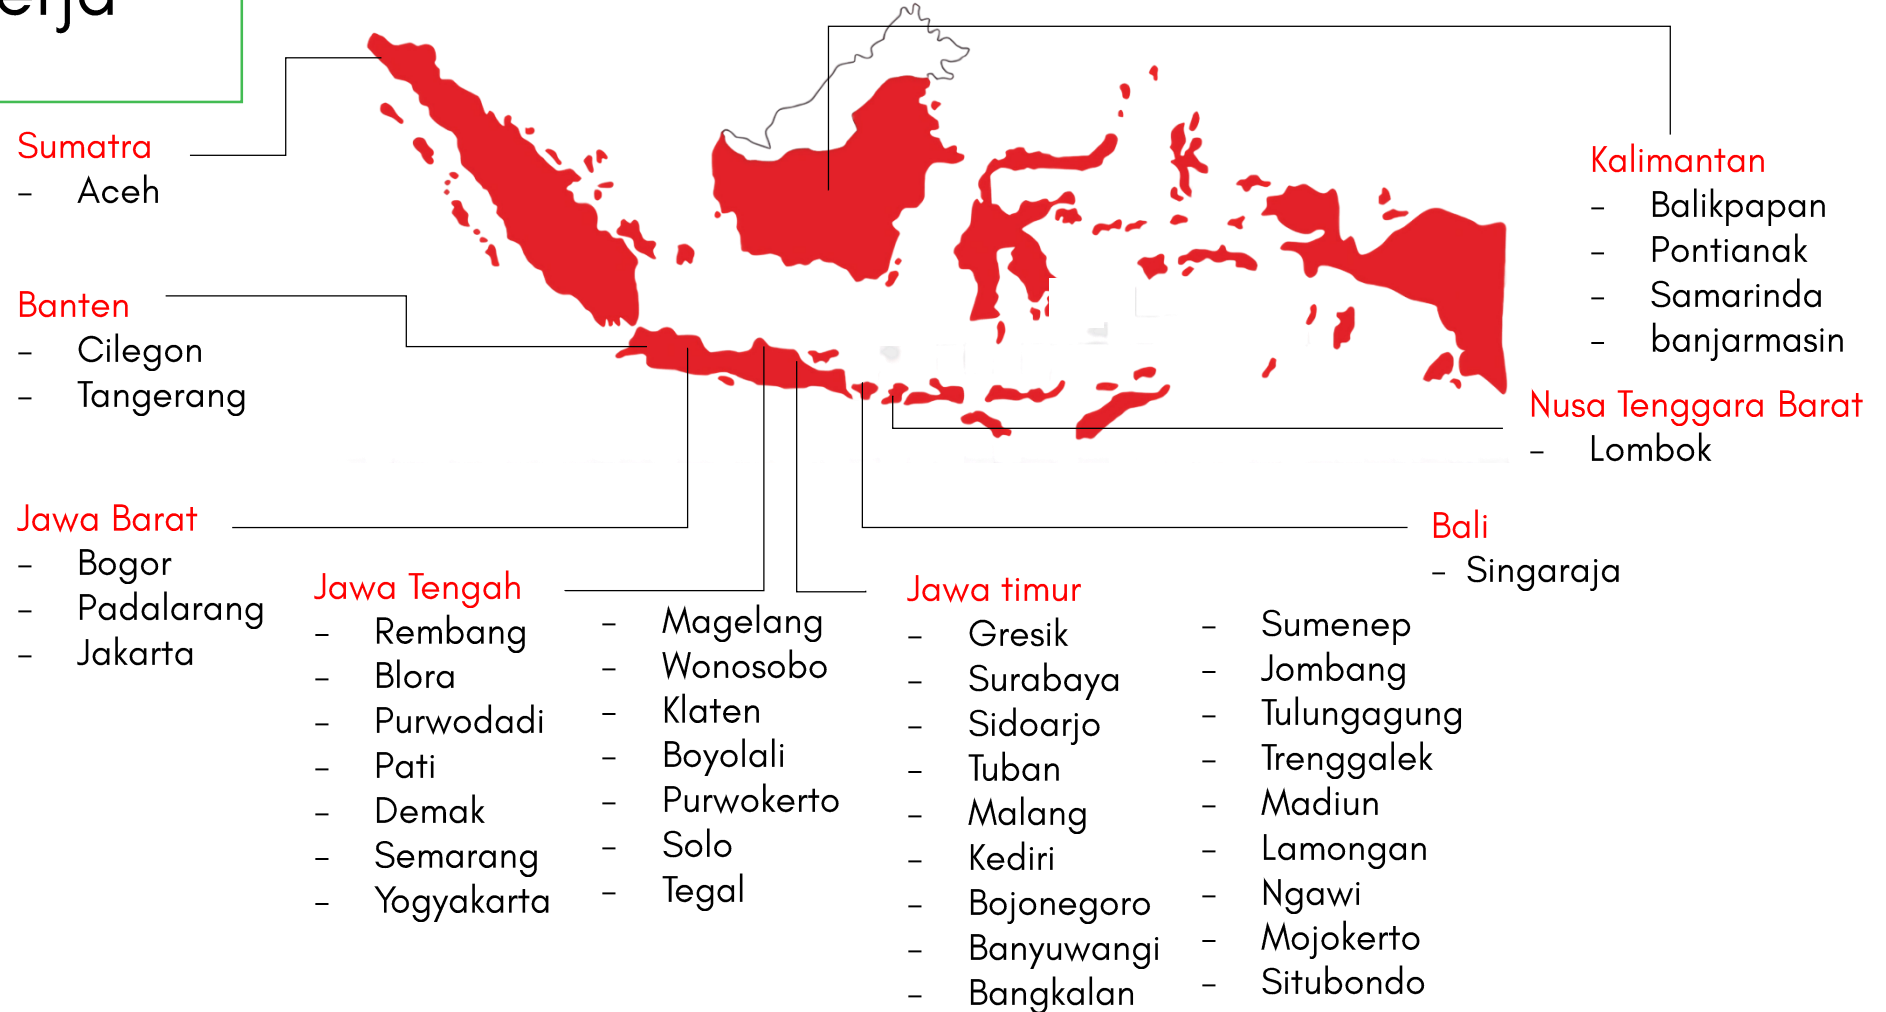 Sumatra
- Aceh
Banten
- Cilegon
- Tangerang
Jawa Barat
- Bogor
- Padalarang
- Jakarta
Jawa Tengah
- Rembang
- Blora
- Purwodadi
- Pati
- Demak
- Semarang
- Yogyakarta
- Magelang
- Wonosobo
- Klaten
- Boyolali
- Purwokerto
- Solo
- Tegal
Jawa timur
- Gresik
- Surabaya
- Sidoarjo
- Tuban
- Malang
- Kediri
- Bojonegoro
- Banyuwangi
- Bangkalan
- Sumenep
- Jombang
- Tulungagung
- Trenggalek
- Madiun
- Lamongan
- Ngawi
- Mojokerto
- Situbondo
Kalimantan
- Balikpapan
- Pontianak
- Samarinda
- banjarmasin
Nusa Tenggara Barat
- Lombok
Bali
- Singaraja